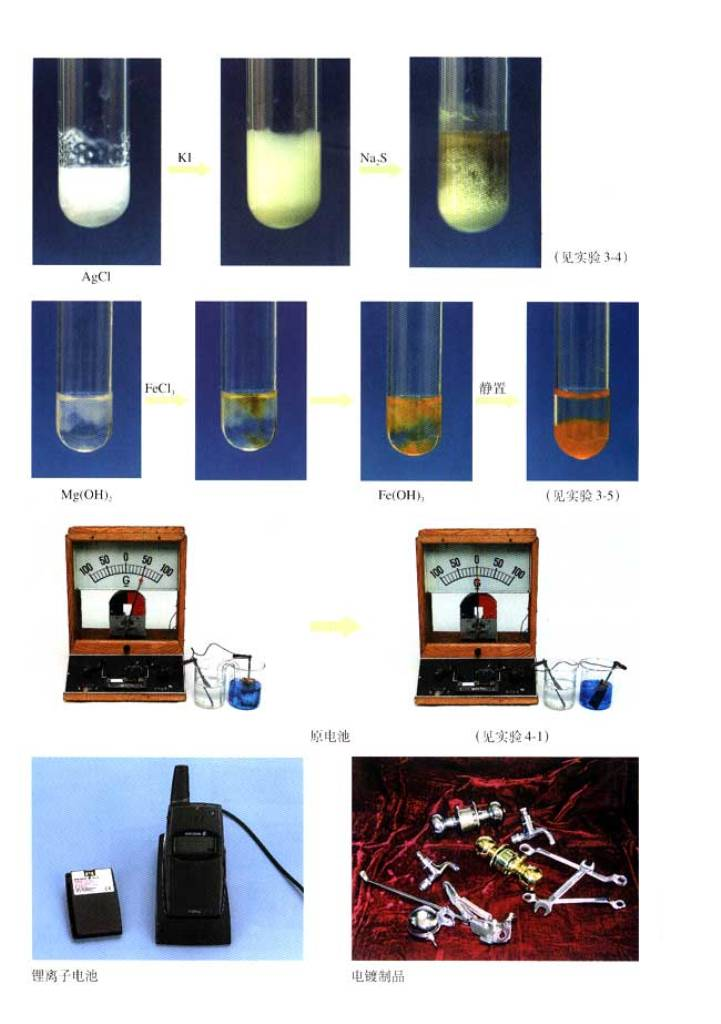 KI
Na₂S
(见实验3-4)
AgCl
FeCl₃
静置
Mg(OH)₂
Fe(OH)₃
(见实验3-5)
100 50 0 50 100
G
100 50 0 50 100
G
原电池
(见实验4-1)
锂离子电池
电镀制品